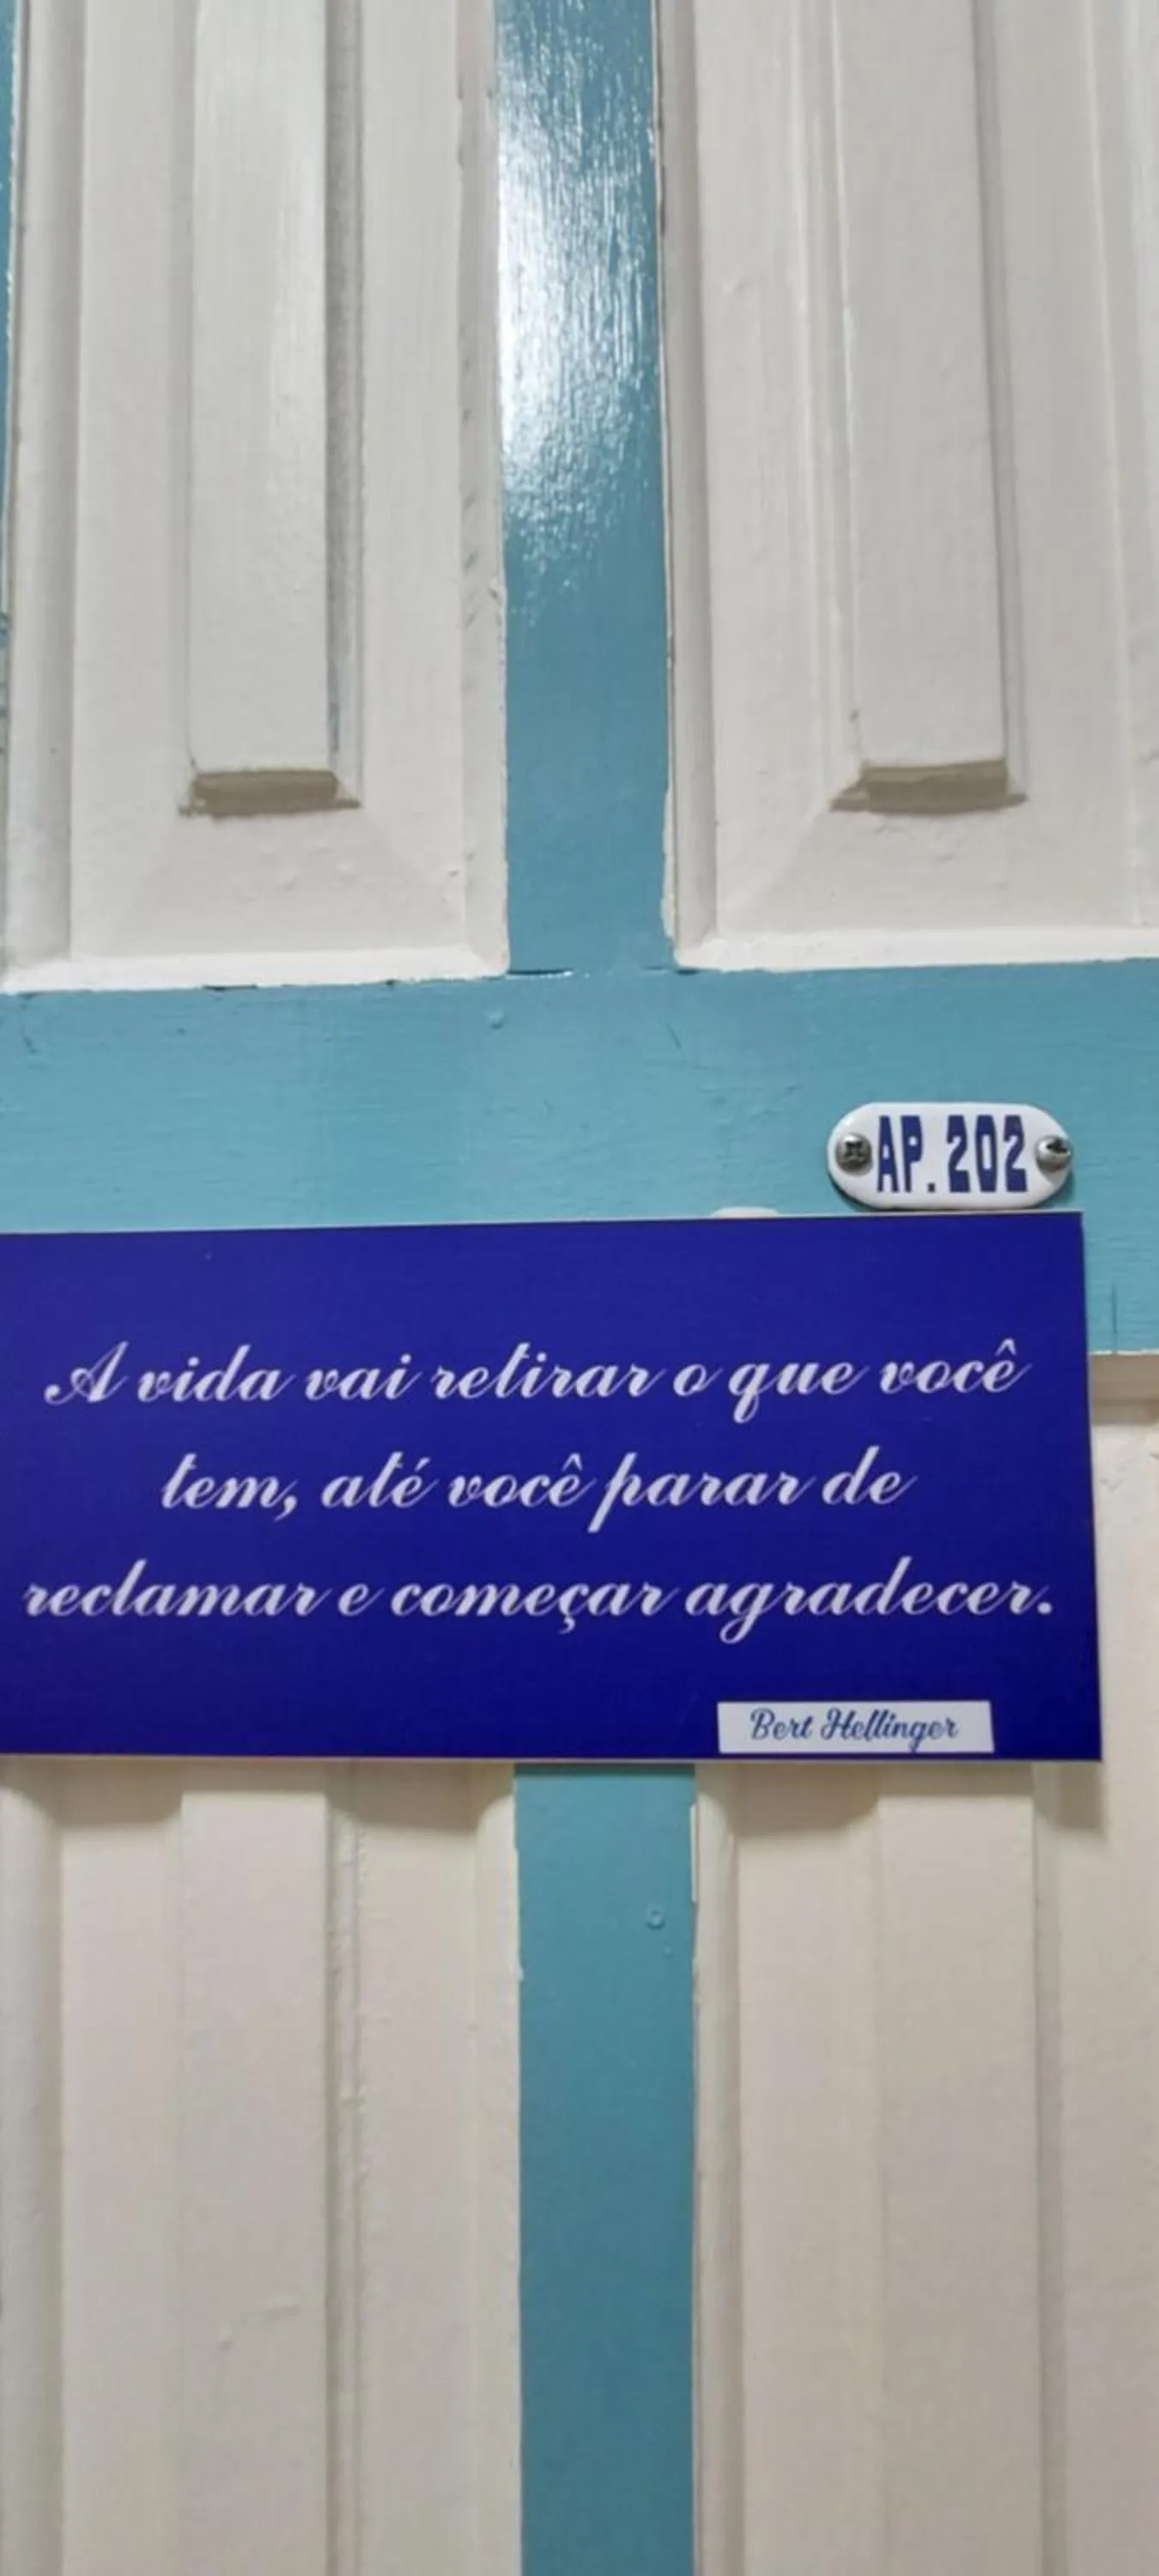 AP. 202
A vida vai retirar o que você
tem, até você parar de
reclamar e começar agradecer.
Bert Hellinger